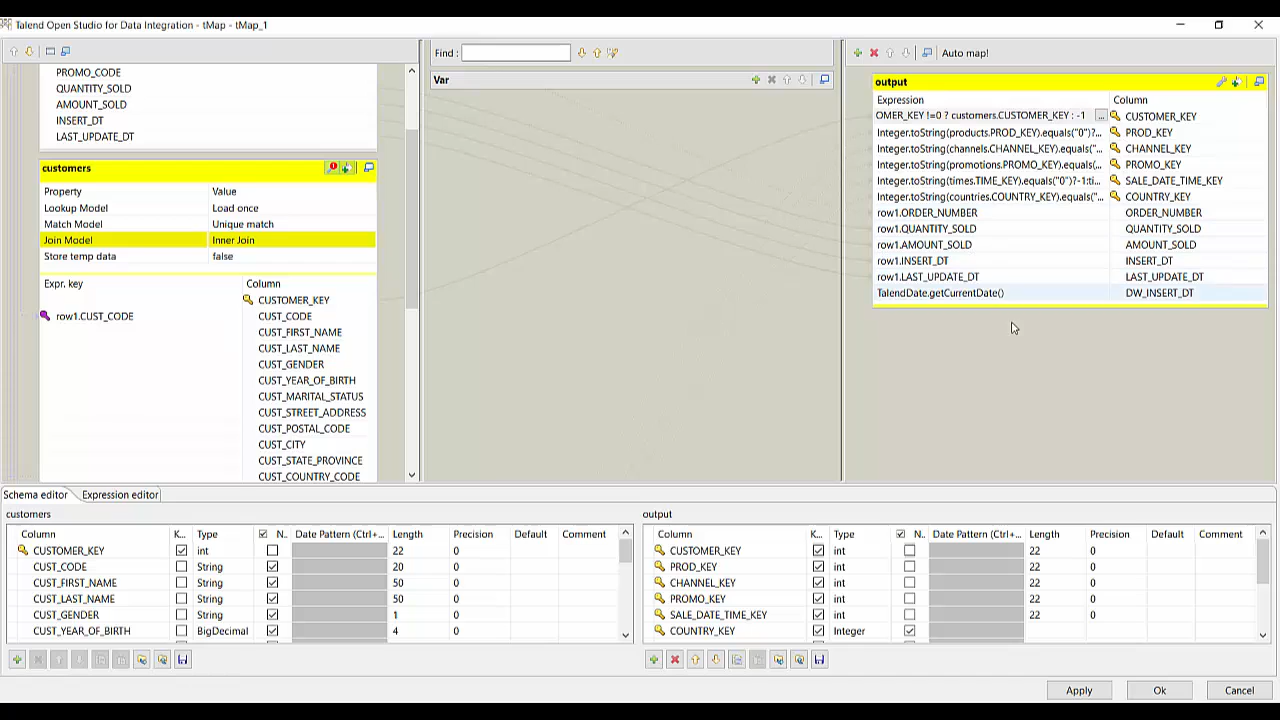 Talend Open Studio for Data Integration - tMap - tMap_1
Find :
Auto map!
PROMO_CODE
QUANTITY_SOLD
AMOUNT_SOLD
INSERT_DT
LAST_UPDATE_DT
customers
Property Value
Lookup Model Load once
Match Model Unique match
Join Model Inner Join
Store temp data false
Expr. key Column
CUSTOMER_KEY
row1.CUST_CODE CUST_CODE
CUST_FIRST_NAME
CUST_LAST_NAME
CUST_GENDER
CUST_YEAR_OF_BIRTH
CUST_MARITAL_STATUS
CUST_STREET_ADDRESS
CUST_POSTAL_CODE
CUST_CITY
CUST_STATE_PROVINCE
CUST_COUNTRY_CODE
Var
output
Expression Column
OMER_KEY !=0 ? customers.CUSTOMER_KEY : -1 ... CUSTOMER_KEY
Integer.toString(products.PROD_KEY).equals("0")?... PROD_KEY
Integer.toString(channels.CHANNEL_KEY).equals("... CHANNEL_KEY
Integer.toString(promotions.PROMO_KEY).equals(... PROMO_KEY
Integer.toString(times.TIME_KEY).equals("0")?-1:ti... SALE_DATE_TIME_KEY
Integer.toString(countries.COUNTRY_KEY).equals("... COUNTRY_KEY
row1.ORDER_NUMBER ORDER_NUMBER
row1.QUANTITY_SOLD QUANTITY_SOLD
row1.AMOUNT_SOLD AMOUNT_SOLD
row1.INSERT_DT INSERT_DT
row1.LAST_UPDATE_DT LAST_UPDATE_DT
TalendDate.getCurrentDate() DW_INSERT_DT
Schema editor Expression editor
customers
Column K... Type N.. Date Pattern (Ctrl+... Length Precision Default Comment
CUSTOMER_KEY int 22 0
CUST_CODE String 20 0
CUST_FIRST_NAME String 50 0
CUST_LAST_NAME String 50 0
CUST_GENDER String 1 0
CUST_YEAR_OF_BIRTH BigDecimal 4 0
output
Column K... Type N.. Date Pattern (Ctrl+... Length Precision Default Comment
CUSTOMER_KEY int 22 0
PROD_KEY int 22 0
CHANNEL_KEY int 22 0
PROMO_KEY int 22 0
SALE_DATE_TIME_KEY int 22 0
COUNTRY_KEY Integer
Apply Ok Cancel